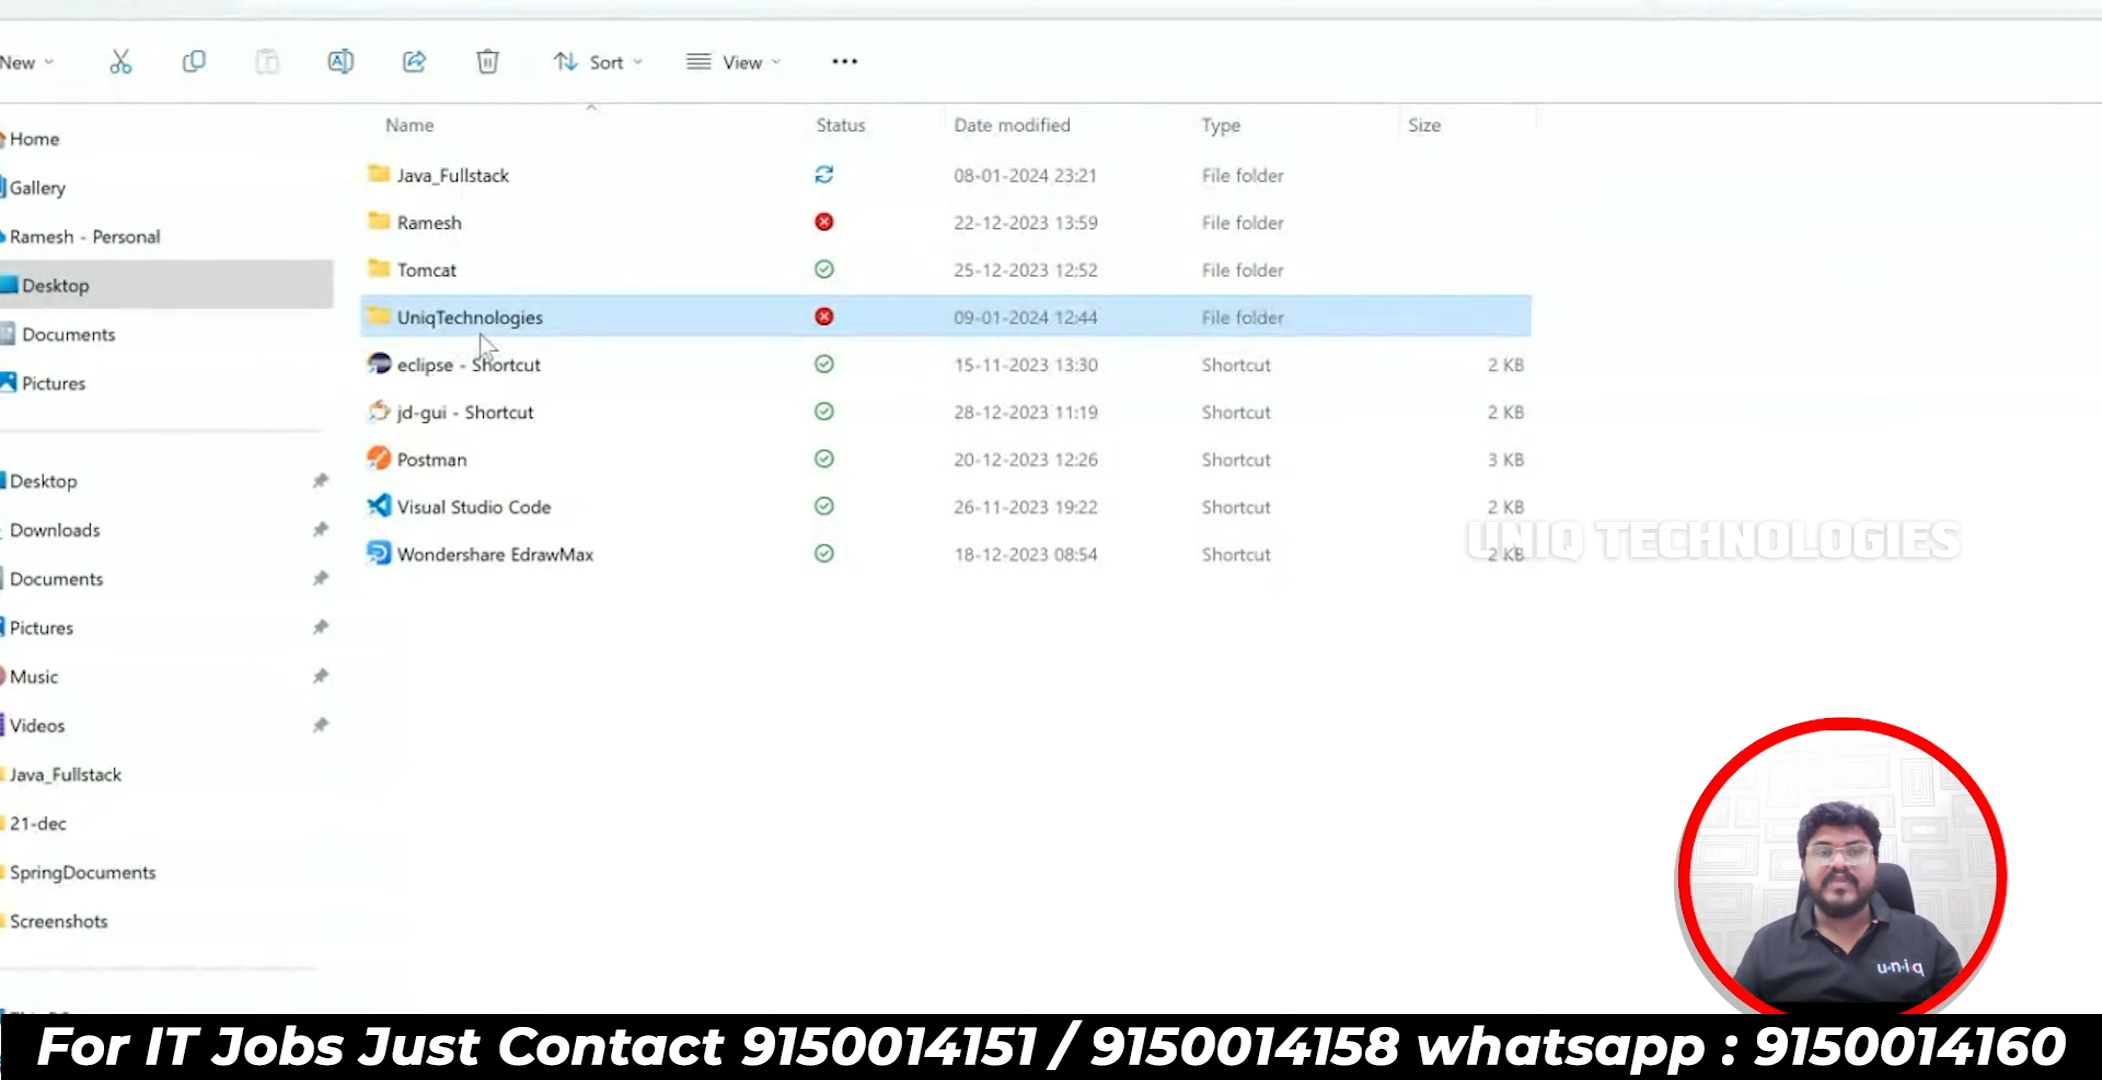 New Sort View
Name Status Date modified Type Size
Home
Gallery
Ramesh - Personal
Desktop
Documents
Pictures
Desktop
Downloads
Documents
Pictures
Music
Videos
Java_Fullstack
21-dec
SpringDocuments
Screenshots
Java_Fullstack 08-01-2024 23:21 File folder
Ramesh 22-12-2023 13:59 File folder
Tomcat 25-12-2023 12:52 File folder
UniqTechnologies 09-01-2024 12:44 File folder
eclipse - Shortcut 15-11-2023 13:30 Shortcut 2 KB
jd-gui - Shortcut 28-12-2023 11:19 Shortcut 2 KB
Postman 20-12-2023 12:26 Shortcut 3 KB
Visual Studio Code 26-11-2023 19:22 Shortcut 2 KB
Wondershare EdrawMax 18-12-2023 08:54 Shortcut 2 KB
UNIQ TECHNOLOGIES
u·n·i·q
For IT Jobs Just Contact 9150014151 / 9150014158 whatsapp : 9150014160